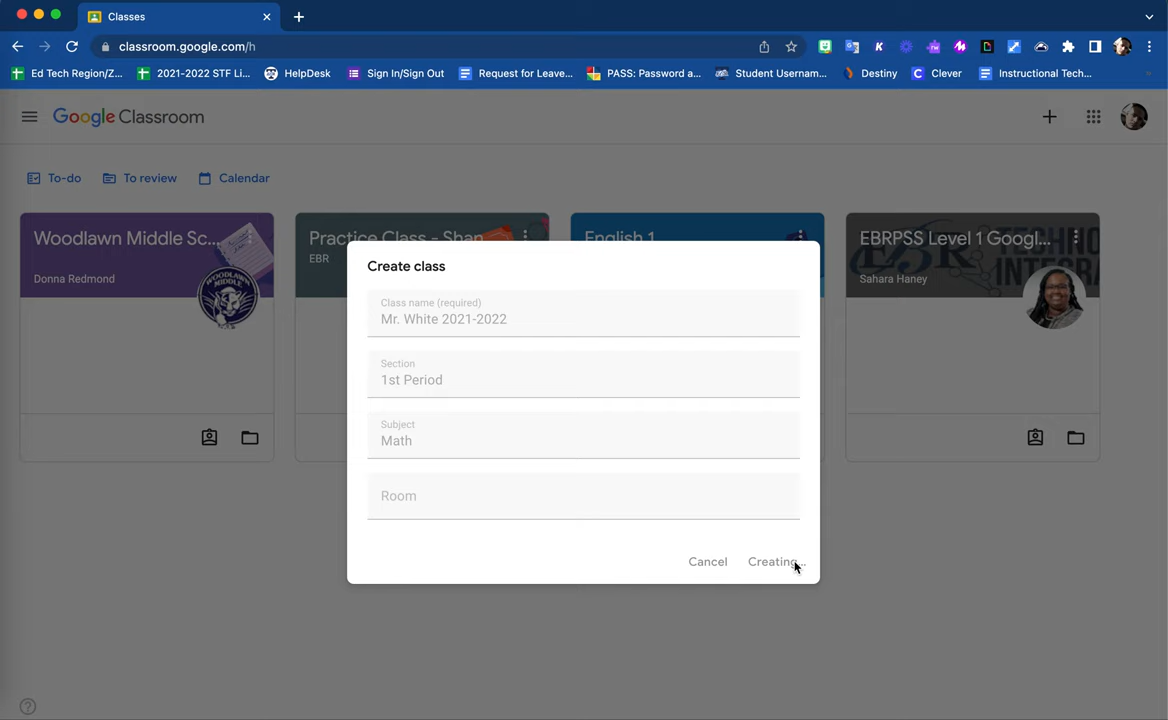 Classes
classroom.google.com/h
Ed Tech Region/Z... 2021-2022 STF Li... HelpDesk Sign In/Sign Out Request for Leave... PASS: Password a... Student Usernam... Destiny Clever Instructional Tech... »
Google Classroom
To-do To review Calendar
Woodlawn Middle Sc...
Donna Redmond
WOODLAWN
MIDDLE
Practice Class - Shan
EBR
English 1
EBRPSS Level 1 Googl...
Sahara Haney
Create class
Class name (required)
Mr. White 2021-2022
Section
1st Period
Subject
Math
Room
Cancel Creating...